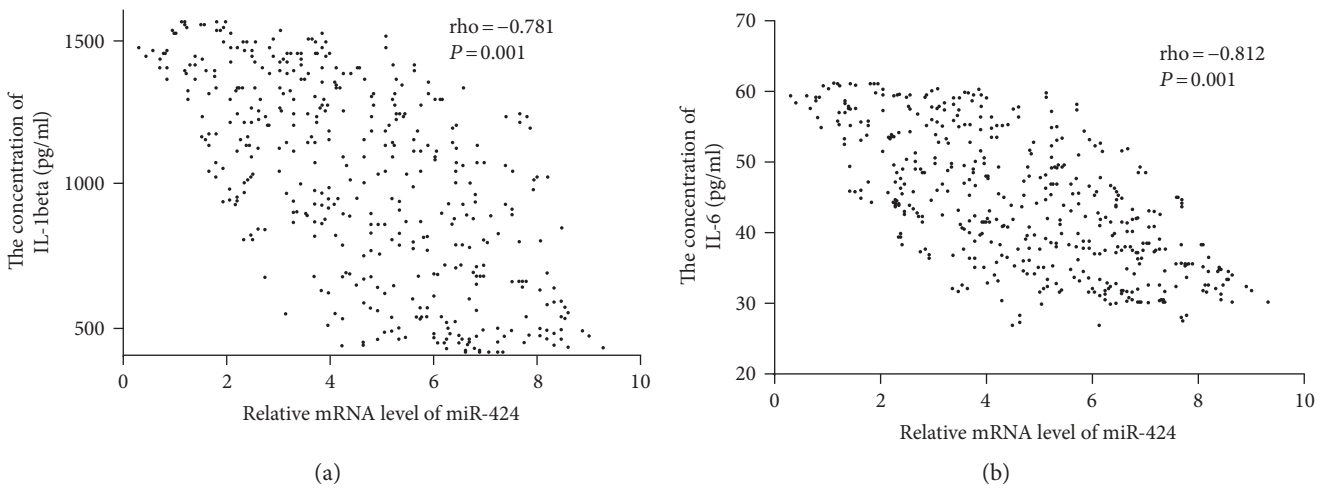 The concentration of
IL-1beta (pg/ml)
1500
1000
500
0
2
4
6
8
10
rho = −0.781
P = 0.001
Relative mRNA level of miR-424
(a)
The concentration of
IL-6 (pg/ml)
70
60
50
40
30
20
0
2
4
6
8
10
rho = −0.812
P = 0.001
Relative mRNA level of miR-424
(b)